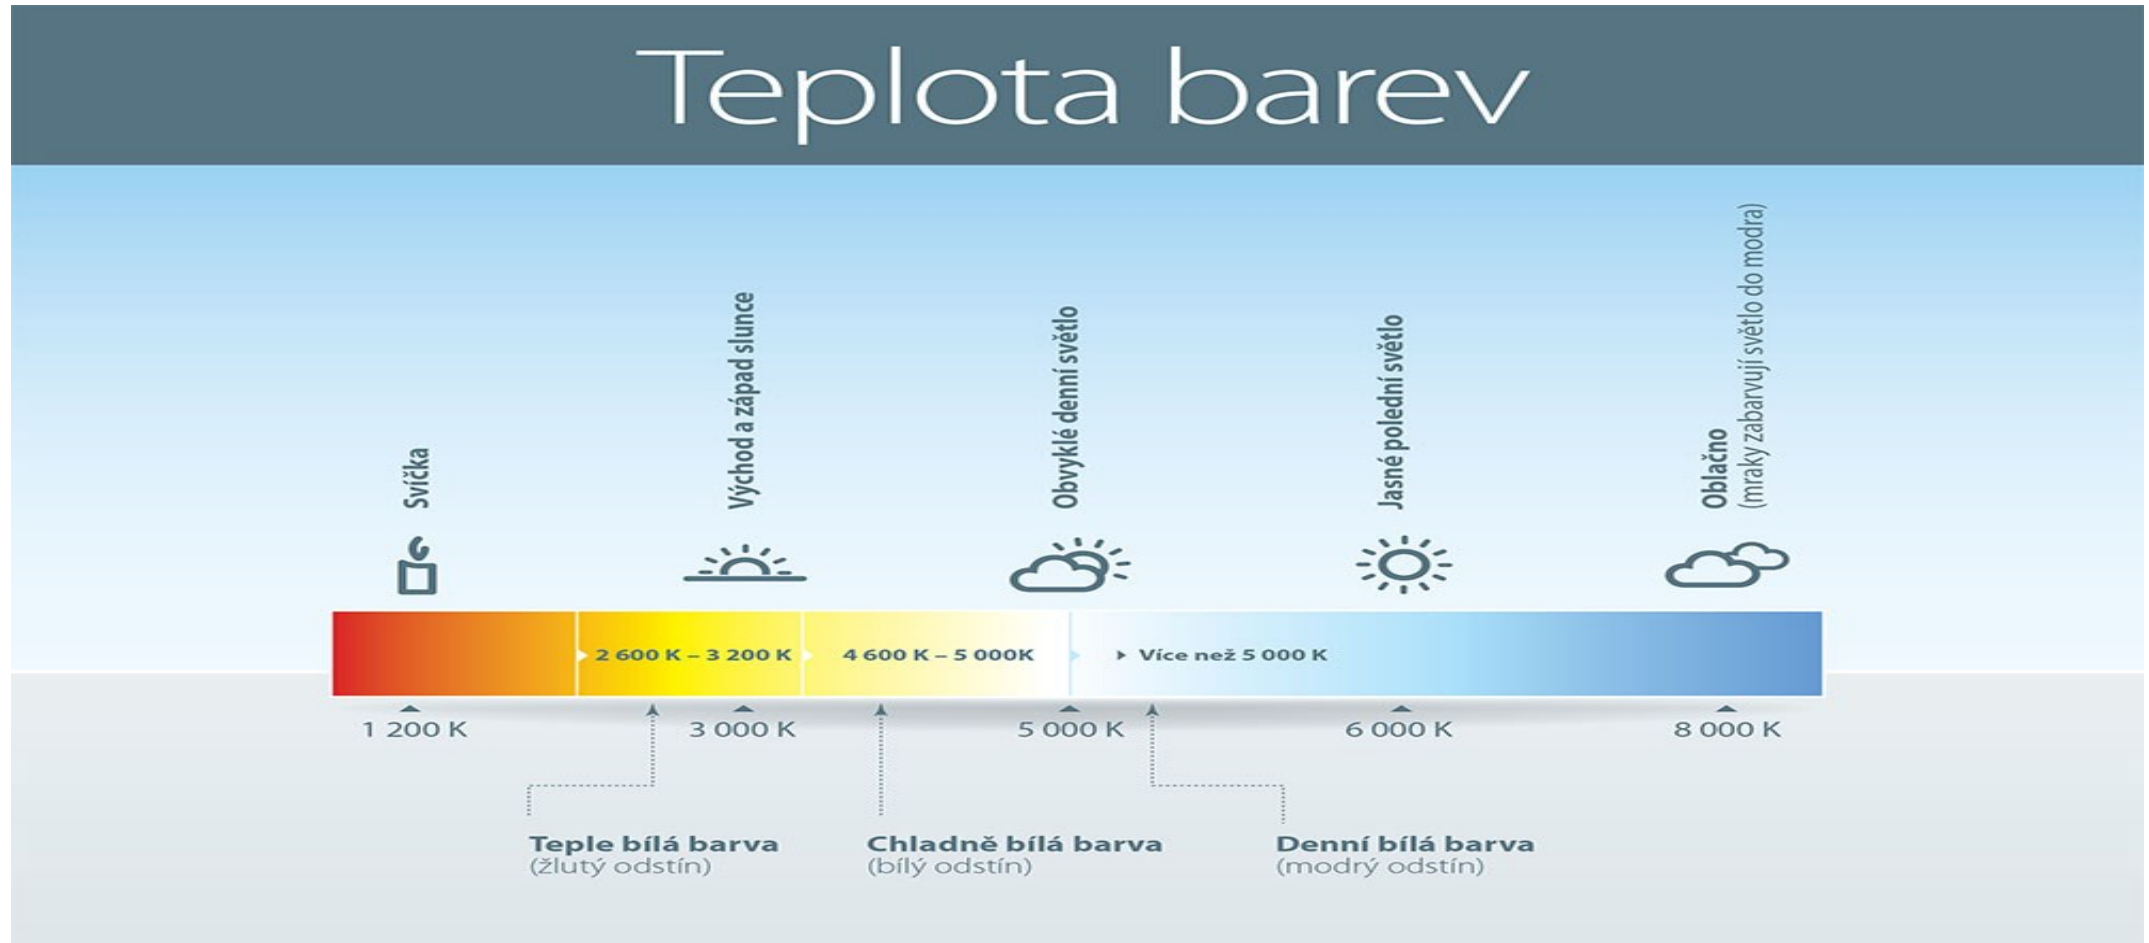 Teplota barev
Svíčka
Východ a západ slunce
Obvyklé denní světlo
Jasné polední světlo
Oblačno
(mraky zabarvují světlo do modra)
2 600 K – 3 200 K
4 600 K – 5 000K
Více než 5 000 K
1 200 K
3 000 K
5 000 K
6 000 K
8 000 K
Teple bílá barva
(žlutý odstín)
Chladně bílá barva
(bílý odstín)
Denní bílá barva
(modrý odstín)